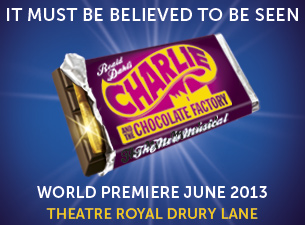 IT MUST BE BELIEVED TO BE SEEN
Roald
Dahl's
CHARLIE
AND THE
CHOCOLATE FACTORY
The New Musical
WORLD PREMIERE JUNE 2013
THEATRE ROYAL DRURY LANE